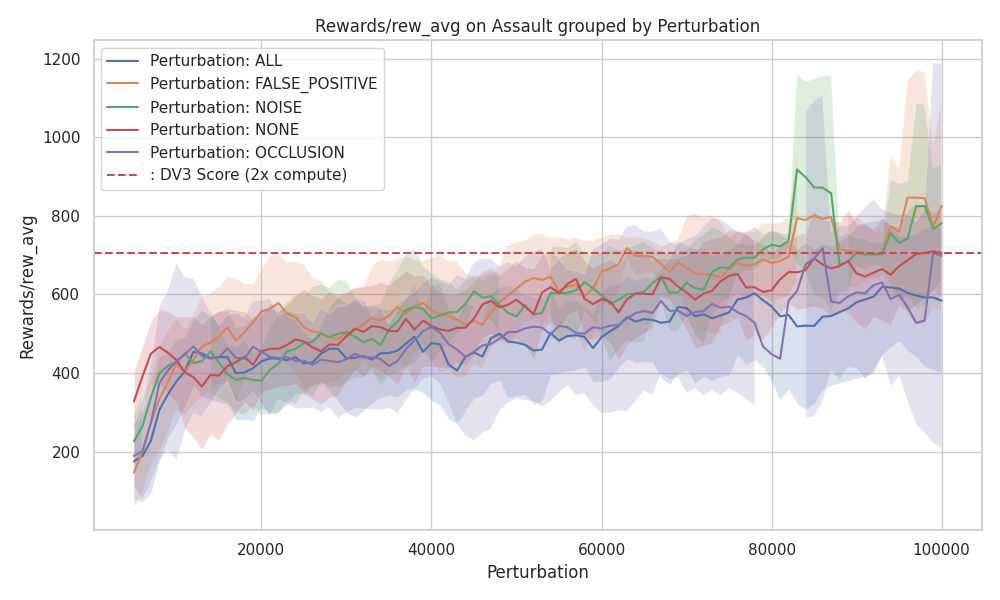 Rewards/rew_avg on Assault grouped by Perturbation
Perturbation: ALL
Perturbation: FALSE_POSITIVE
Perturbation: NOISE
Perturbation: NONE
Perturbation: OCCLUSION
: DV3 Score (2x compute)
Rewards/rew_avg
1200
1000
800
600
400
200
20000
40000
60000
80000
100000
Perturbation